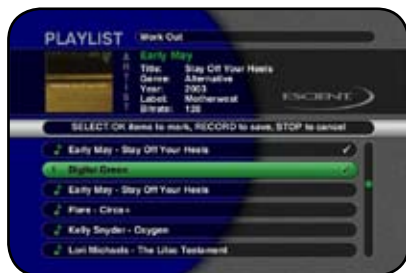 PLAYLIST Work Out
ARTIST
Early May
Title: Stay Off Your Heels
Genre: Alternative
Year: 2003
Label: Motherwest
Bitrate: 128
ESCIENT
SELECT OK items to mark, RECORD to save, STOP to cancel
Early May - Stay Off Your Heels
Digital Green
Early May - Stay Off Your Heels
Flare - Circa
Kelly Snyder - Oxygen
Lori Michaels - The Lilac Testament